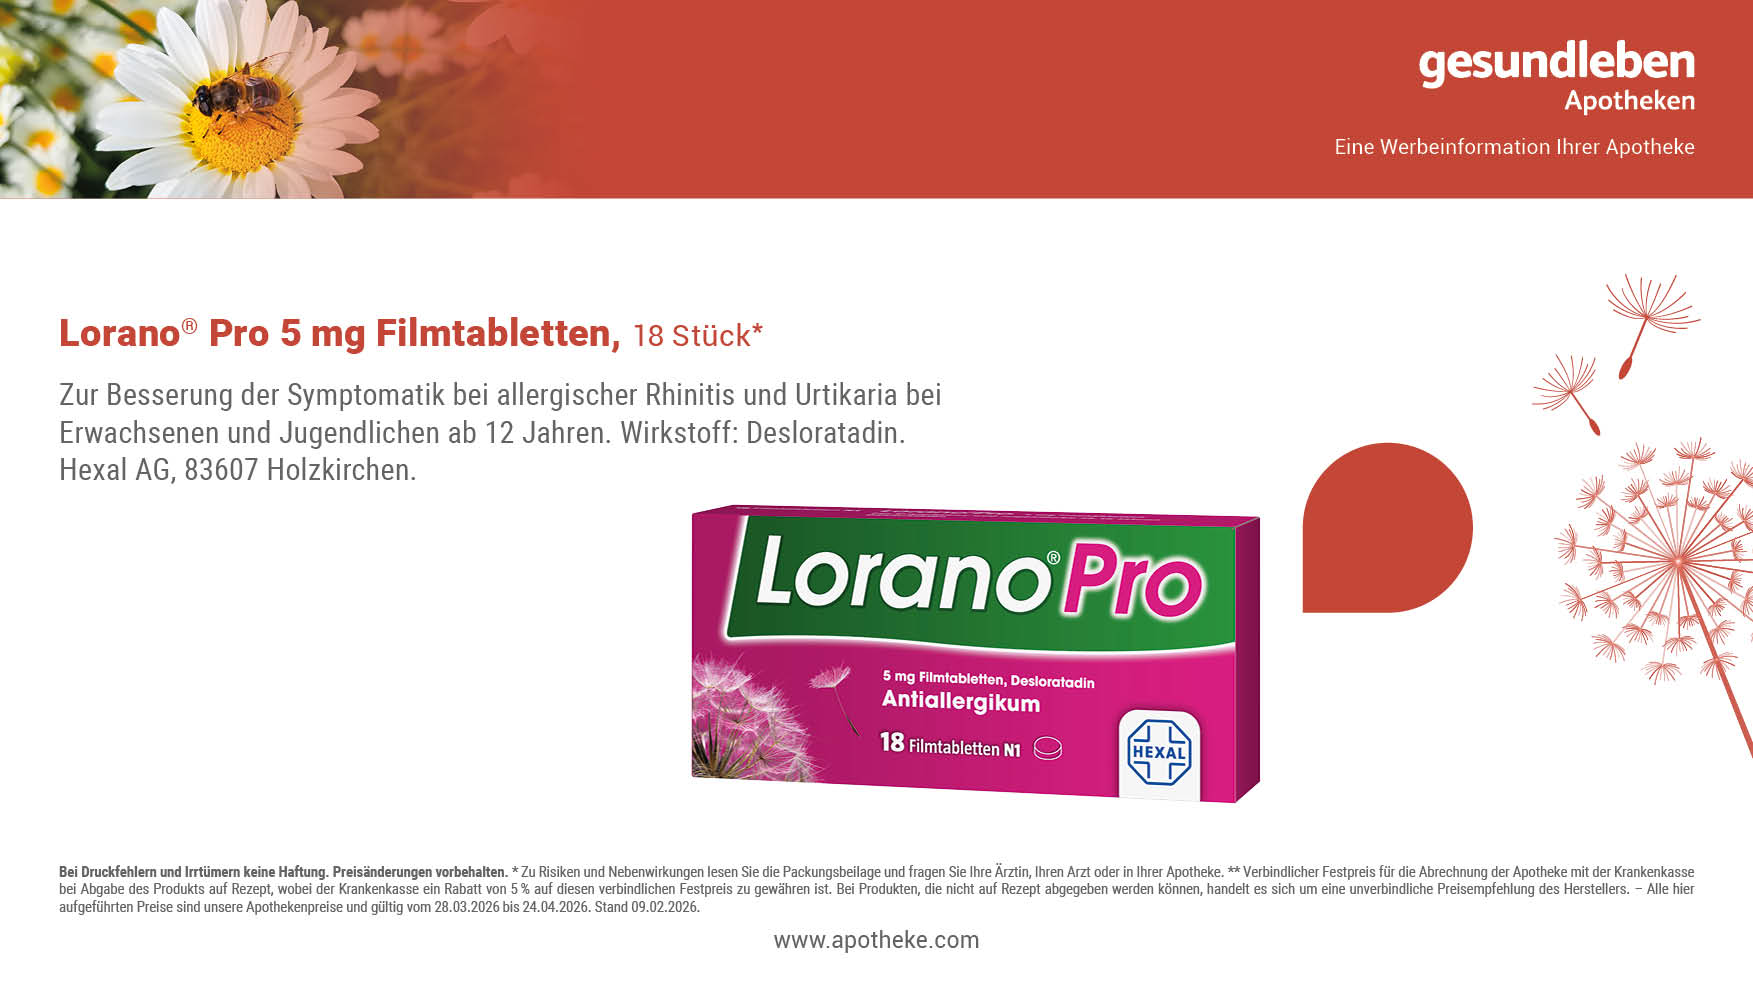 gesundleben
Apotheken
Eine Werbeinformation Ihrer Apotheke
Lorano® Pro 5 mg Filmtabletten, 18 Stück*
Zur Besserung der Symptomatik bei allergischer Rhinitis und Urtikaria bei
Erwachsenen und Jugendlichen ab 12 Jahren. Wirkstoff: Desloratadin.
Hexal AG, 83607 Holzkirchen.
Lorano® Pro
5 mg Filmtabletten, Desloratadin
Antiallergikum
18 Filmtabletten N1
HEXAL
Bei Druckfehlern und Irrtümern keine Haftung. Preisänderungen vorbehalten. * Zu Risiken und Nebenwirkungen lesen Sie die Packungsbeilage und fragen Sie Ihre Ärztin, Ihren Arzt oder in Ihrer Apotheke. ** Verbindlicher Festpreis für die Abrechnung der Apotheke mit der Krankenkasse
bei Abgabe des Produkts auf Rezept, wobei der Krankenkasse ein Rabatt von 5 % auf diesen verbindlichen Festpreis zu gewähren ist. Bei Produkten, die nicht auf Rezept abgegeben werden können, handelt es sich um eine unverbindliche Preisempfehlung des Herstellers. – Alle hier
aufgeführten Preise sind unsere Apothekenpreise und gültig vom 28.03.2026 bis 24.04.2026. Stand 09.02.2026.
www.apotheke.com